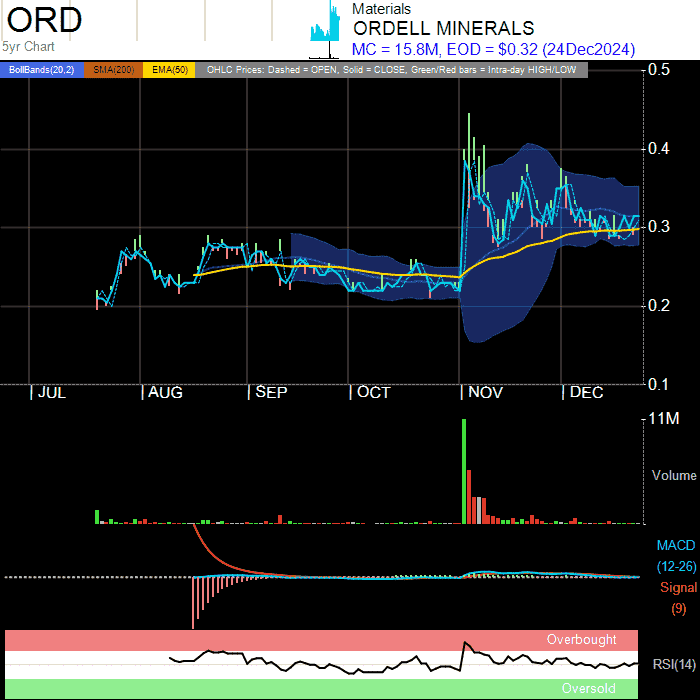 ORD
5yr Chart
Materials
ORDELL MINERALS
MC = 15.8M, EOD = $0.32 (24Dec2024)
BollBands(20,2) SMA(200) EMA(50) OHLC Prices: Dashed = OPEN, Solid = CLOSE, Green/Red bars = Intra-day HIGH/LOW
0.5
0.4
0.3
0.2
0.1
JUL AUG SEP OCT NOV DEC
11M
Volume
MACD
(12-26)
Signal
(9)
Overbought
RSI(14)
Oversold